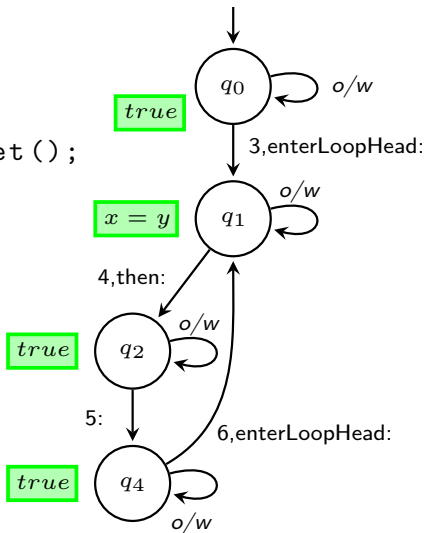 q0
o/w
true
et();
3,enterLoopHead:
o/w
x = y
q1
4,then:
o/w
true
q2
5:
6,enterLoopHead:
true
q4
o/w